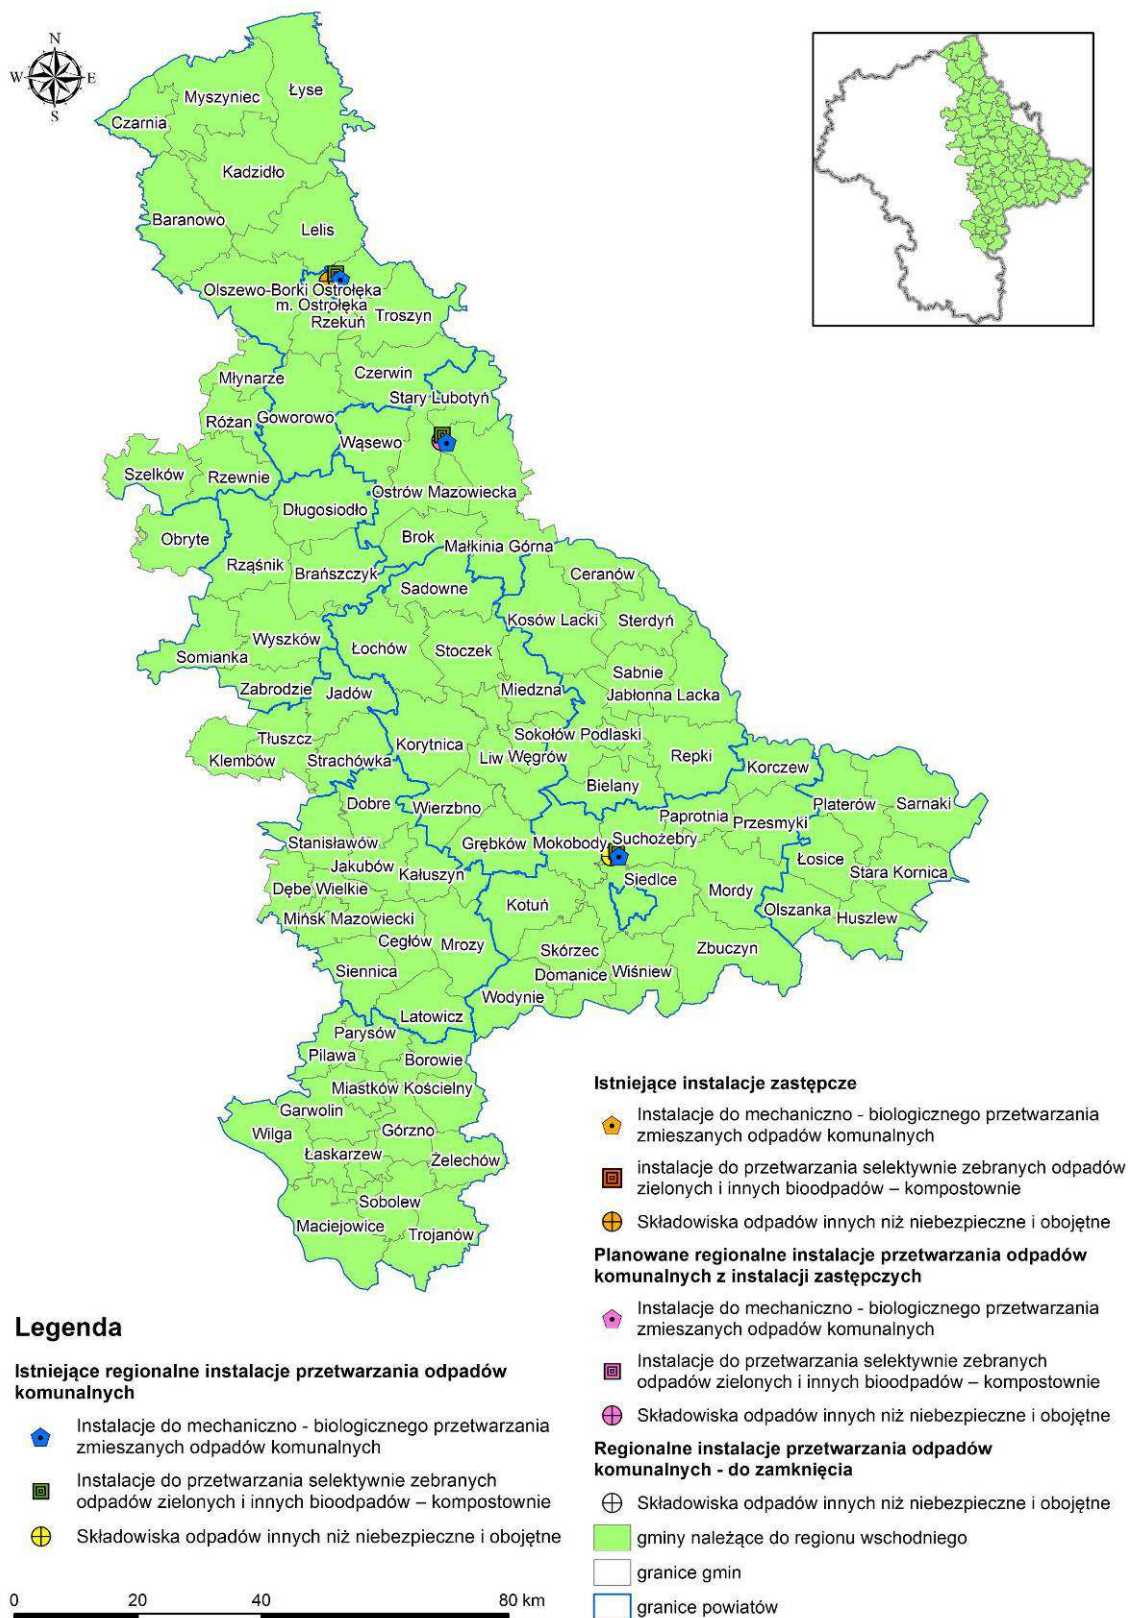 N
W E
S
Łyse
Myszyniec
Czarnia
Kadzidło
Baranowo
Lelis
Olszewo-Borki Ostrołęka
m. Ostrołęka
Rzekuń
Troszyn
Czerwin
Młynarze
Stary Lubotyń
Różan
Goworowo
Wąsewo
Szelków
Rzewnie
Ostrów Mazowiecka
Długosiodło
Obryte
Brok
Małkinia Górna
Rząśnik
Brańszczyk
Ceranów
Sadowne
Kosów Lacki
Sterdyń
Wyszków
Łochów
Stoczek
Somianka
Sabnie
Zabrodzie
Jadów
Miedzna
Jabłonna Lacka
Tłuszcz
Korytnica
Sokołów Podlaski
Klembów
Strachówka
Liw
Węgrów
Repki
Korczew
Bielany
Dobre
Wierzbno
Platerów
Sarnaki
Paprotnia
Przesmyki
Stanisławów
Grębków
Mokobody
Suchożebry
Jakubów
Kałuszyn
Łosice
Stara Kornica
Dębe Wielkie
Siedlce
Mordy
Kotuń
Olszanka
Huszlew
Mińsk Mazowiecki
Cegłów
Mrozy
Skórzec
Zbuczyn
Siennica
Domanice
Wiśniew
Wodynie
Latowicz
Parysów
Pilawa
Borowie
Miastków Kościelny
Garwolin
Wilga
Górzno
Łaskarzew
Żelechów
Sobolew
Maciejowice
Trojanów
Istniejące instalacje zastępcze
Instalacje do mechaniczno - biologicznego przetwarzania
zmieszanych odpadów komunalnych
instalacje do przetwarzania selektywnie zebranych odpadów
zielonych i innych bioodpadów – kompostownie
Składowiska odpadów innych niż niebezpieczne i obojętne
Planowane regionalne instalacje przetwarzania odpadów
komunalnych z instalacji zastępczych
Instalacje do mechaniczno - biologicznego przetwarzania
zmieszanych odpadów komunalnych
Instalacje do przetwarzania selektywnie zebranych
odpadów zielonych i innych bioodpadów – kompostownie
Składowiska odpadów innych niż niebezpieczne i obojętne
Regionalne instalacje przetwarzania odpadów
komunalnych - do zamknięcia
Składowiska odpadów innych niż niebezpieczne i obojętne
gminy należące do regionu wschodniego
granice gmin
granice powiatów
Legenda
Istniejące regionalne instalacje przetwarzania odpadów
komunalnych
Instalacje do mechaniczno - biologicznego przetwarzania
zmieszanych odpadów komunalnych
Instalacje do przetwarzania selektywnie zebranych
odpadów zielonych i innych bioodpadów – kompostownie
Składowiska odpadów innych niż niebezpieczne i obojętne
0 20 40 80 km